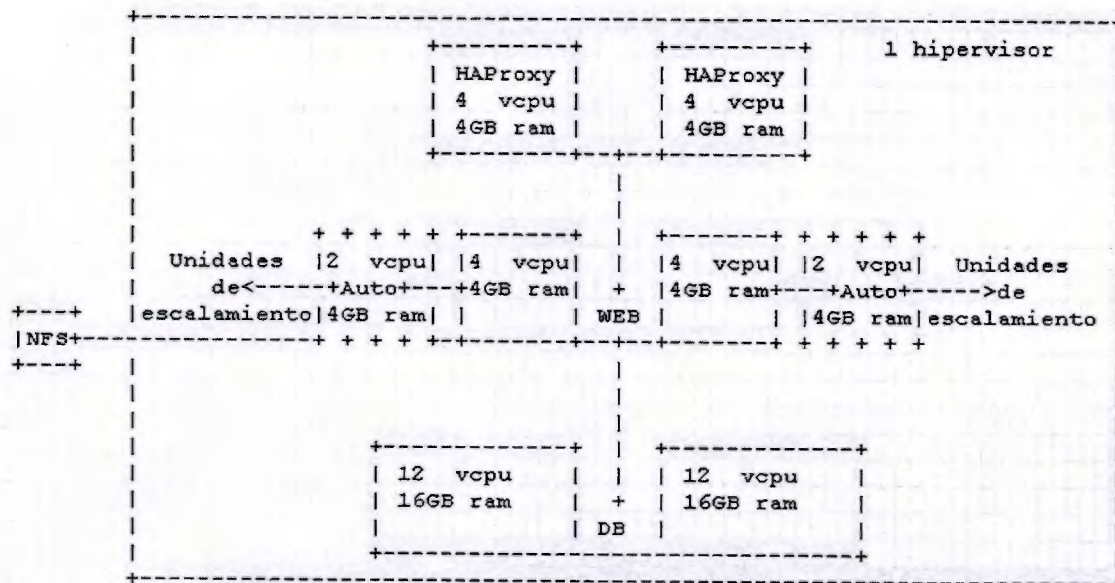 1 hipervisor
HAProxy HAProxy
4 vcpu 4 vcpu
4GB ram 4GB ram
Unidades 2 vcpu 4 vcpu 4 vcpu 2 vcpu Unidades
de<-----+Auto+---+4GB ram + 4GB ram+---+Auto+----->de
escalamiento 4GB ram WEB 4GB ram escalamiento
NFS
12 vcpu 12 vcpu
16GB ram 16GB ram
DB